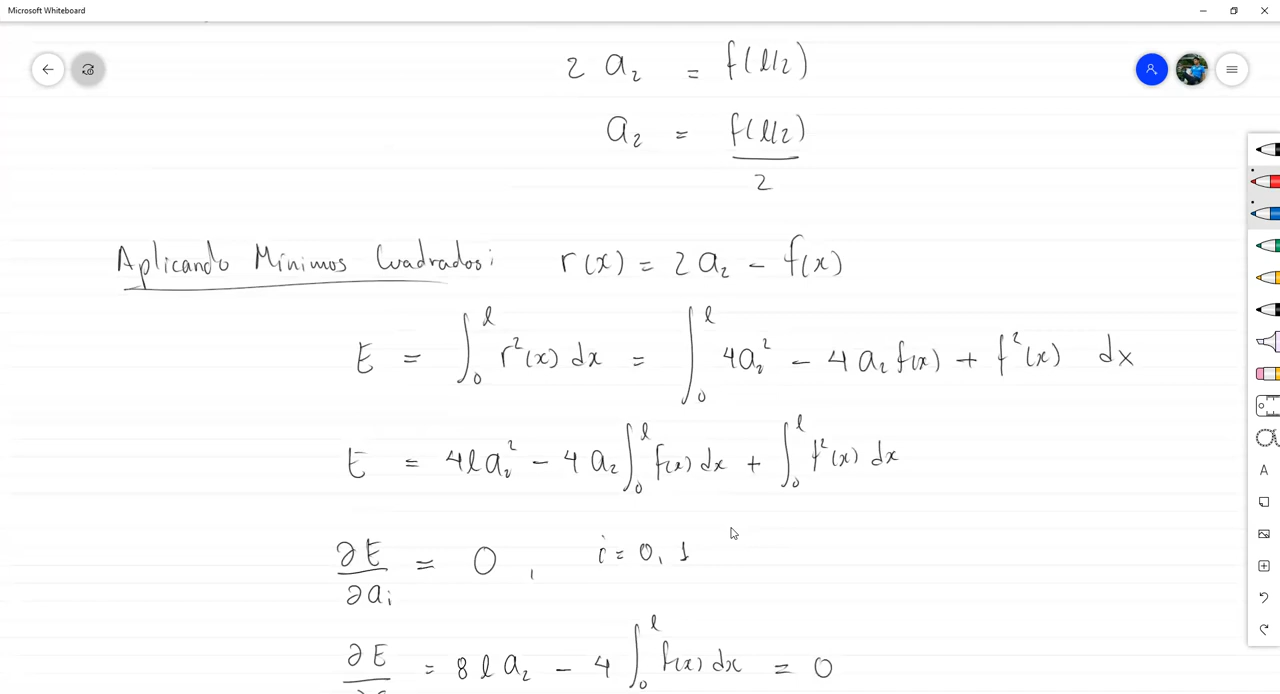 Microsoft Whiteboard
2 a₂ = f(l/2)
a₂ = f(l/2)
2
Aplicando Mínimos Cuadrados: r(x) = 2a₂ - f(x)
E = ∫₀ˡ r²(x) dx = ∫₀ˡ 4a₂² - 4a₂ f(x) + f²(x) dx
E = 4la₂² - 4a₂ ∫₀ˡ f(x) dx + ∫₀ˡ f²(x) dx
∂E = 0, i = 0, 1
∂aᵢ
∂E = 8la₂ - 4 ∫₀ˡ f(x) dx = 0